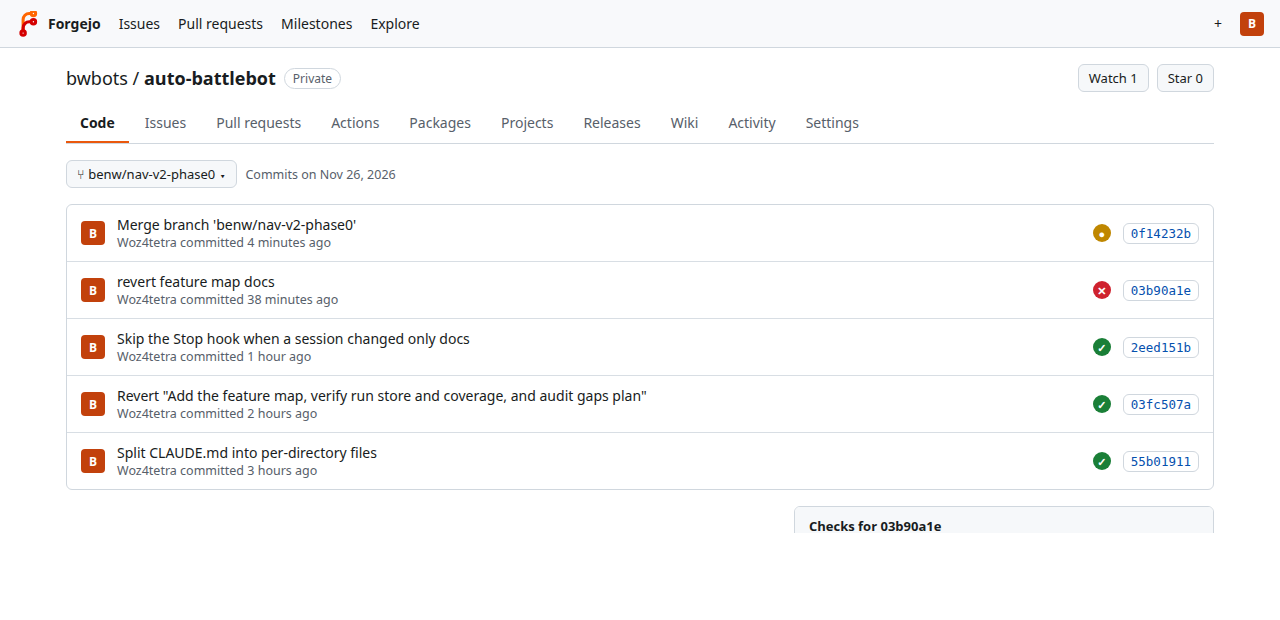 Forgejo Issues Pull requests Milestones Explore + B
bwbots / auto-battlebot Private Watch 1 Star 0
Code Issues Pull requests Actions Packages Projects Releases Wiki Activity Settings
benw/nav-v2-phase0 Commits on Nov 26, 2026
B Merge branch 'benw/nav-v2-phase0'
Woz4tetra committed 4 minutes ago
0f14232b
B revert feature map docs
Woz4tetra committed 38 minutes ago
03b90a1e
B Skip the Stop hook when a session changed only docs
Woz4tetra committed 1 hour ago
2eed151b
B Revert "Add the feature map, verify run store and coverage, and audit gaps plan"
Woz4tetra committed 2 hours ago
03fc507a
B Split CLAUDE.md into per-directory files
Woz4tetra committed 3 hours ago
55b01911
Checks for 03b90a1e